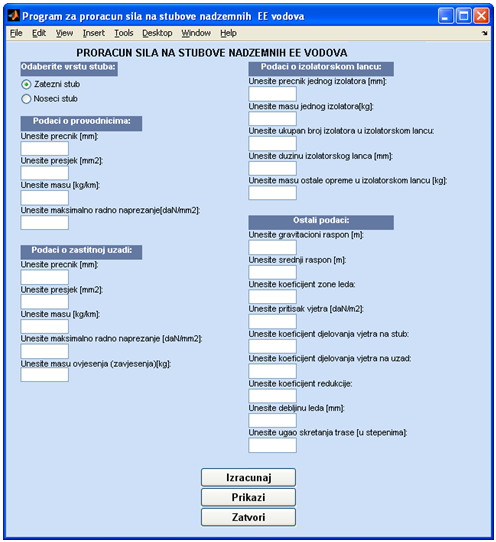 Program za proracun sila na stubove nadzemnih EE vodova
File Edit View Insert Tools Desktop Window Help
PRORACUN SILA NA STUBOVE NADZEMNIH EE VODOVA
Odaberite vrstu stuba:
Zatezni stub
Noseci stub
Podaci o provodnicima:
Unesite precnik [mm]:
Unesite presjek [mm2]:
Unesite masu [kg/km]:
Unesite maksimalno radno naprezanje[daN/mm2]:
Podaci o zastitnoj uzadi:
Unesite precnik [mm]:
Unesite presjek [mm2]:
Unesite masu [kg/km]:
Unesite maksimalno radno naprezanje [daN/mm2]:
Unesite masu ovjesenja (zavjesenja)[kg]:
Podaci o izolatorskom lancu:
Unesite precnik jednog izolatora [mm]:
Unesite masu jednog izolatora[kg]:
Unesite ukupan broj izolatora u izolatorskom lancu:
Unesite duzinu izolatorskog lanca [mm]:
Unesite masu ostale opreme u izolatorskom lancu [kg]:
Ostali podaci:
Unesite gravitacioni raspon [m]:
Unesite srednji raspon [m]:
Unesite koeficijent zone leda:
Unesite pritisak vjetra [daN/m2]:
Unesite koeficijent djelovanja vjetra na stub:
Unesite koeficijent djelovanja vjetra na uzad:
Unesite koeficijent redukcije:
Unesite debljinu leda [mm]:
Unesite ugao skretanja trase [u stepenima]:
Izracunaj
Prikazi
Zatvori